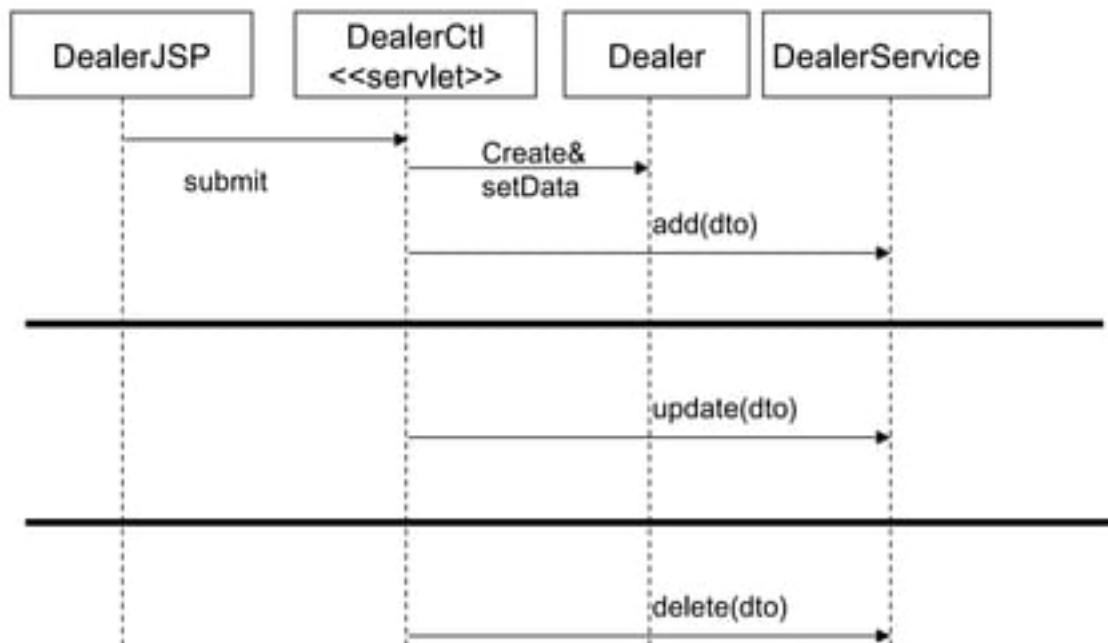 DealerJSP
DealerCtl
<<servlet>>
Dealer
DealerService
submit
Create&
setData
add(dto)
update(dto)
delete(dto)